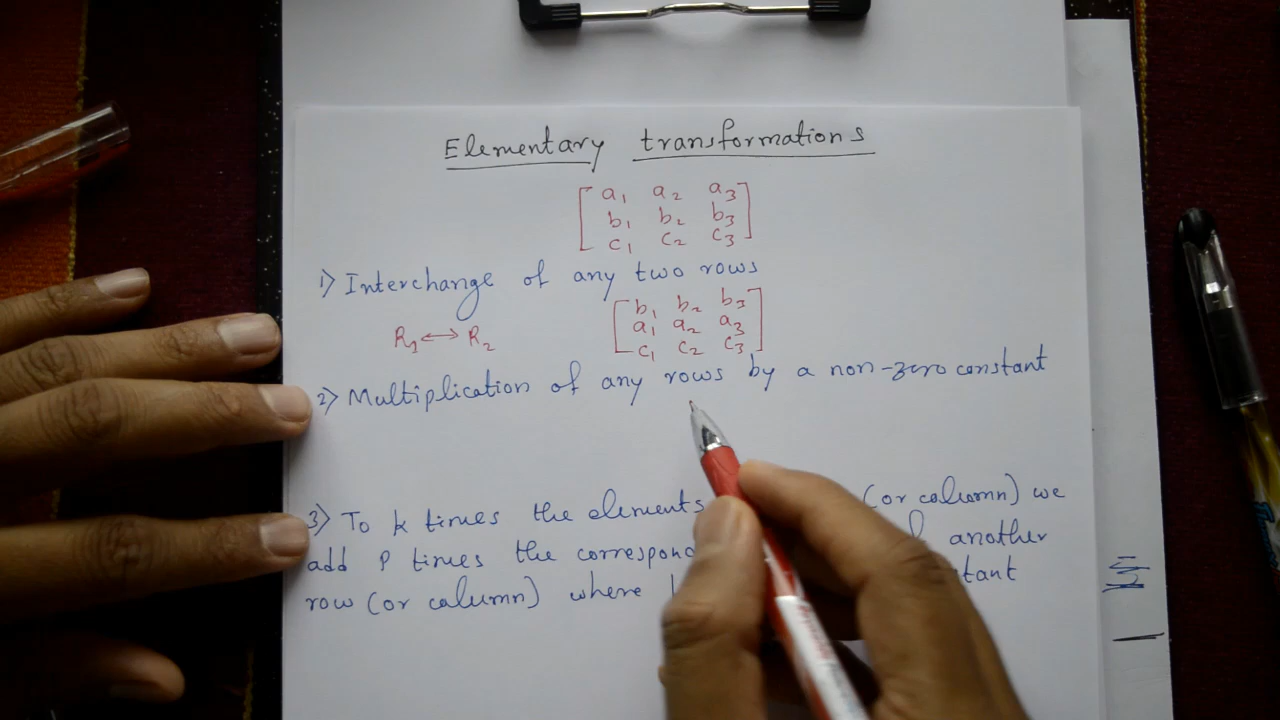 Elementary transformations
a1 a2 a3
b1 b2 b3
c1 c2 c3
1) Interchange of any two rows
R1 ↔ R2
b1 b2 b3
a1 a2 a3
c1 c2 c3
2) Multiplication of any rows by a non-zero constant
3) To k times the elements (or column) we
add p times the correspon another
row (or column) where